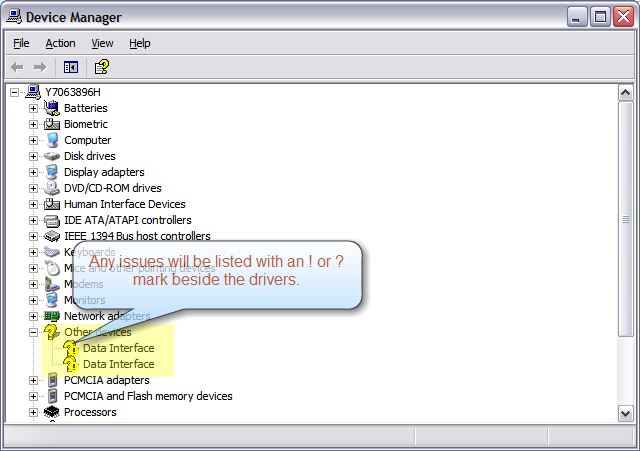 Device Manager
File Action View Help
Y7063896H
Batteries
Biometric
Computer
Disk drives
Display adapters
DVD/CD-ROM drives
Human Interface Devices
IDE ATA/ATAPI controllers
IEEE 1394 Bus host controllers
Keyboards
Mice and other pointing devices
Modems
Monitors
Any issues will be listed with an ! or ?
mark beside the drivers.
Network adapters
Other devices
Data Interface
Data Interface
PCMCIA adapters
PCMCIA and Flash memory devices
Processors